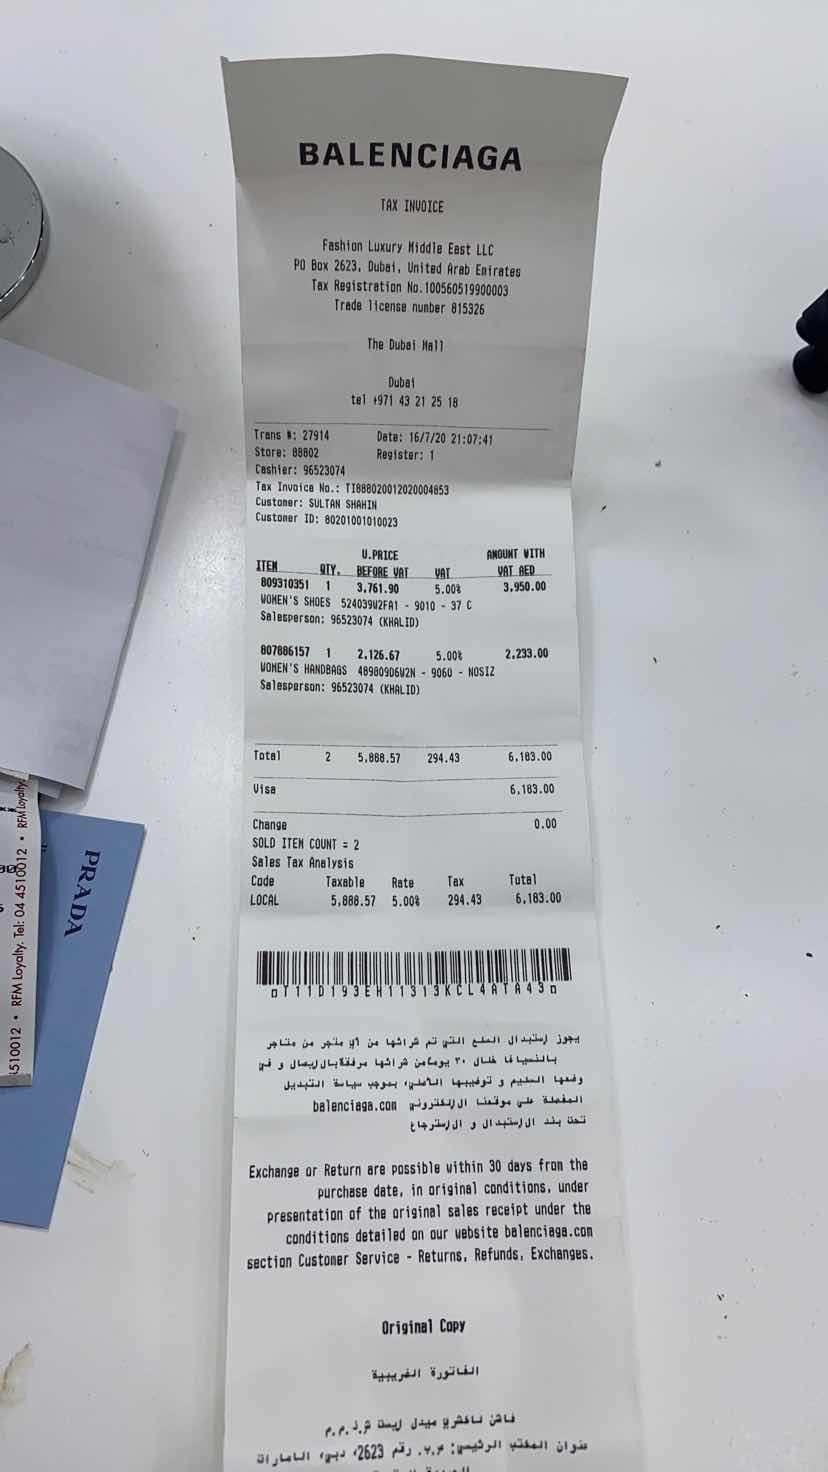 BALENCIAGA
TAX INVOICE
Fashion Luxury Middle East LLC
PO Box 2623, Dubai, United Arab Emirates
Tax Registration No.100560519900003
Trade license number 815326
The Dubai Mall
Dubai
tel +971 43 21 25 18
Trans #: 27914 Date: 16/7/20 21:07:41
Store: 88802 Register: 1
Cashier: 96523074
Tax Invoice No.: TI888020012020004853
Customer: SULTAN SHAHIN
Customer ID: 80201001010023
U.PRICE AMOUNT WITH
ITEM QTY. BEFORE VAT VAT VAT AED
809310351 1 3,761.90 5.00% 3,950.00
WOMEN'S SHOES 524039W2FA1 - 9010 - 37 C
Salesperson: 96523074 (KHALID)
807886157 1 2,126.67 5.00% 2,233.00
WOMEN'S HANDBAGS 489809D6W2N - 9060 - NOSIZ
Salesperson: 96523074 (KHALID)
Total 2 5,888.57 294.43 6,183.00
Visa 6,183.00
Change 0.00
SOLD ITEM COUNT = 2
Sales Tax Analysis
Code Taxable Rate Tax Total
LOCAL 5,888.57 5.00% 294.43 6,183.00
يجوز إستبدال السلع التي تم شرائها من أي متجر من متاجر
خلال ٣٠ يوما من شرائها مرفقة بالإيصال و في
وضعها السليم و توضيبها الأصلي، بموجب سياسة التبديل
المفصلة على موقعنا الإلكتروني balenciaga.com
تحت بند الإستبدال و الإسترجاع
Exchange or Return are possible within 30 days from the
purchase date, in original conditions, under
presentation of the original sales receipt under the
conditions detailed on our website balenciaga.com
section Customer Service - Returns, Refunds, Exchanges.
Original Copy
الفاتورة الضريبية
فاشن لاكشري ميدل إيست ش.ذ.م.م
عنوان المكتب الرئيسي: ص.ب. رقم 2623، دبي، الامارات
PRADA
4510012 • RFM Loyalty. Tel: 04 4510012 • RFM Loyalty.